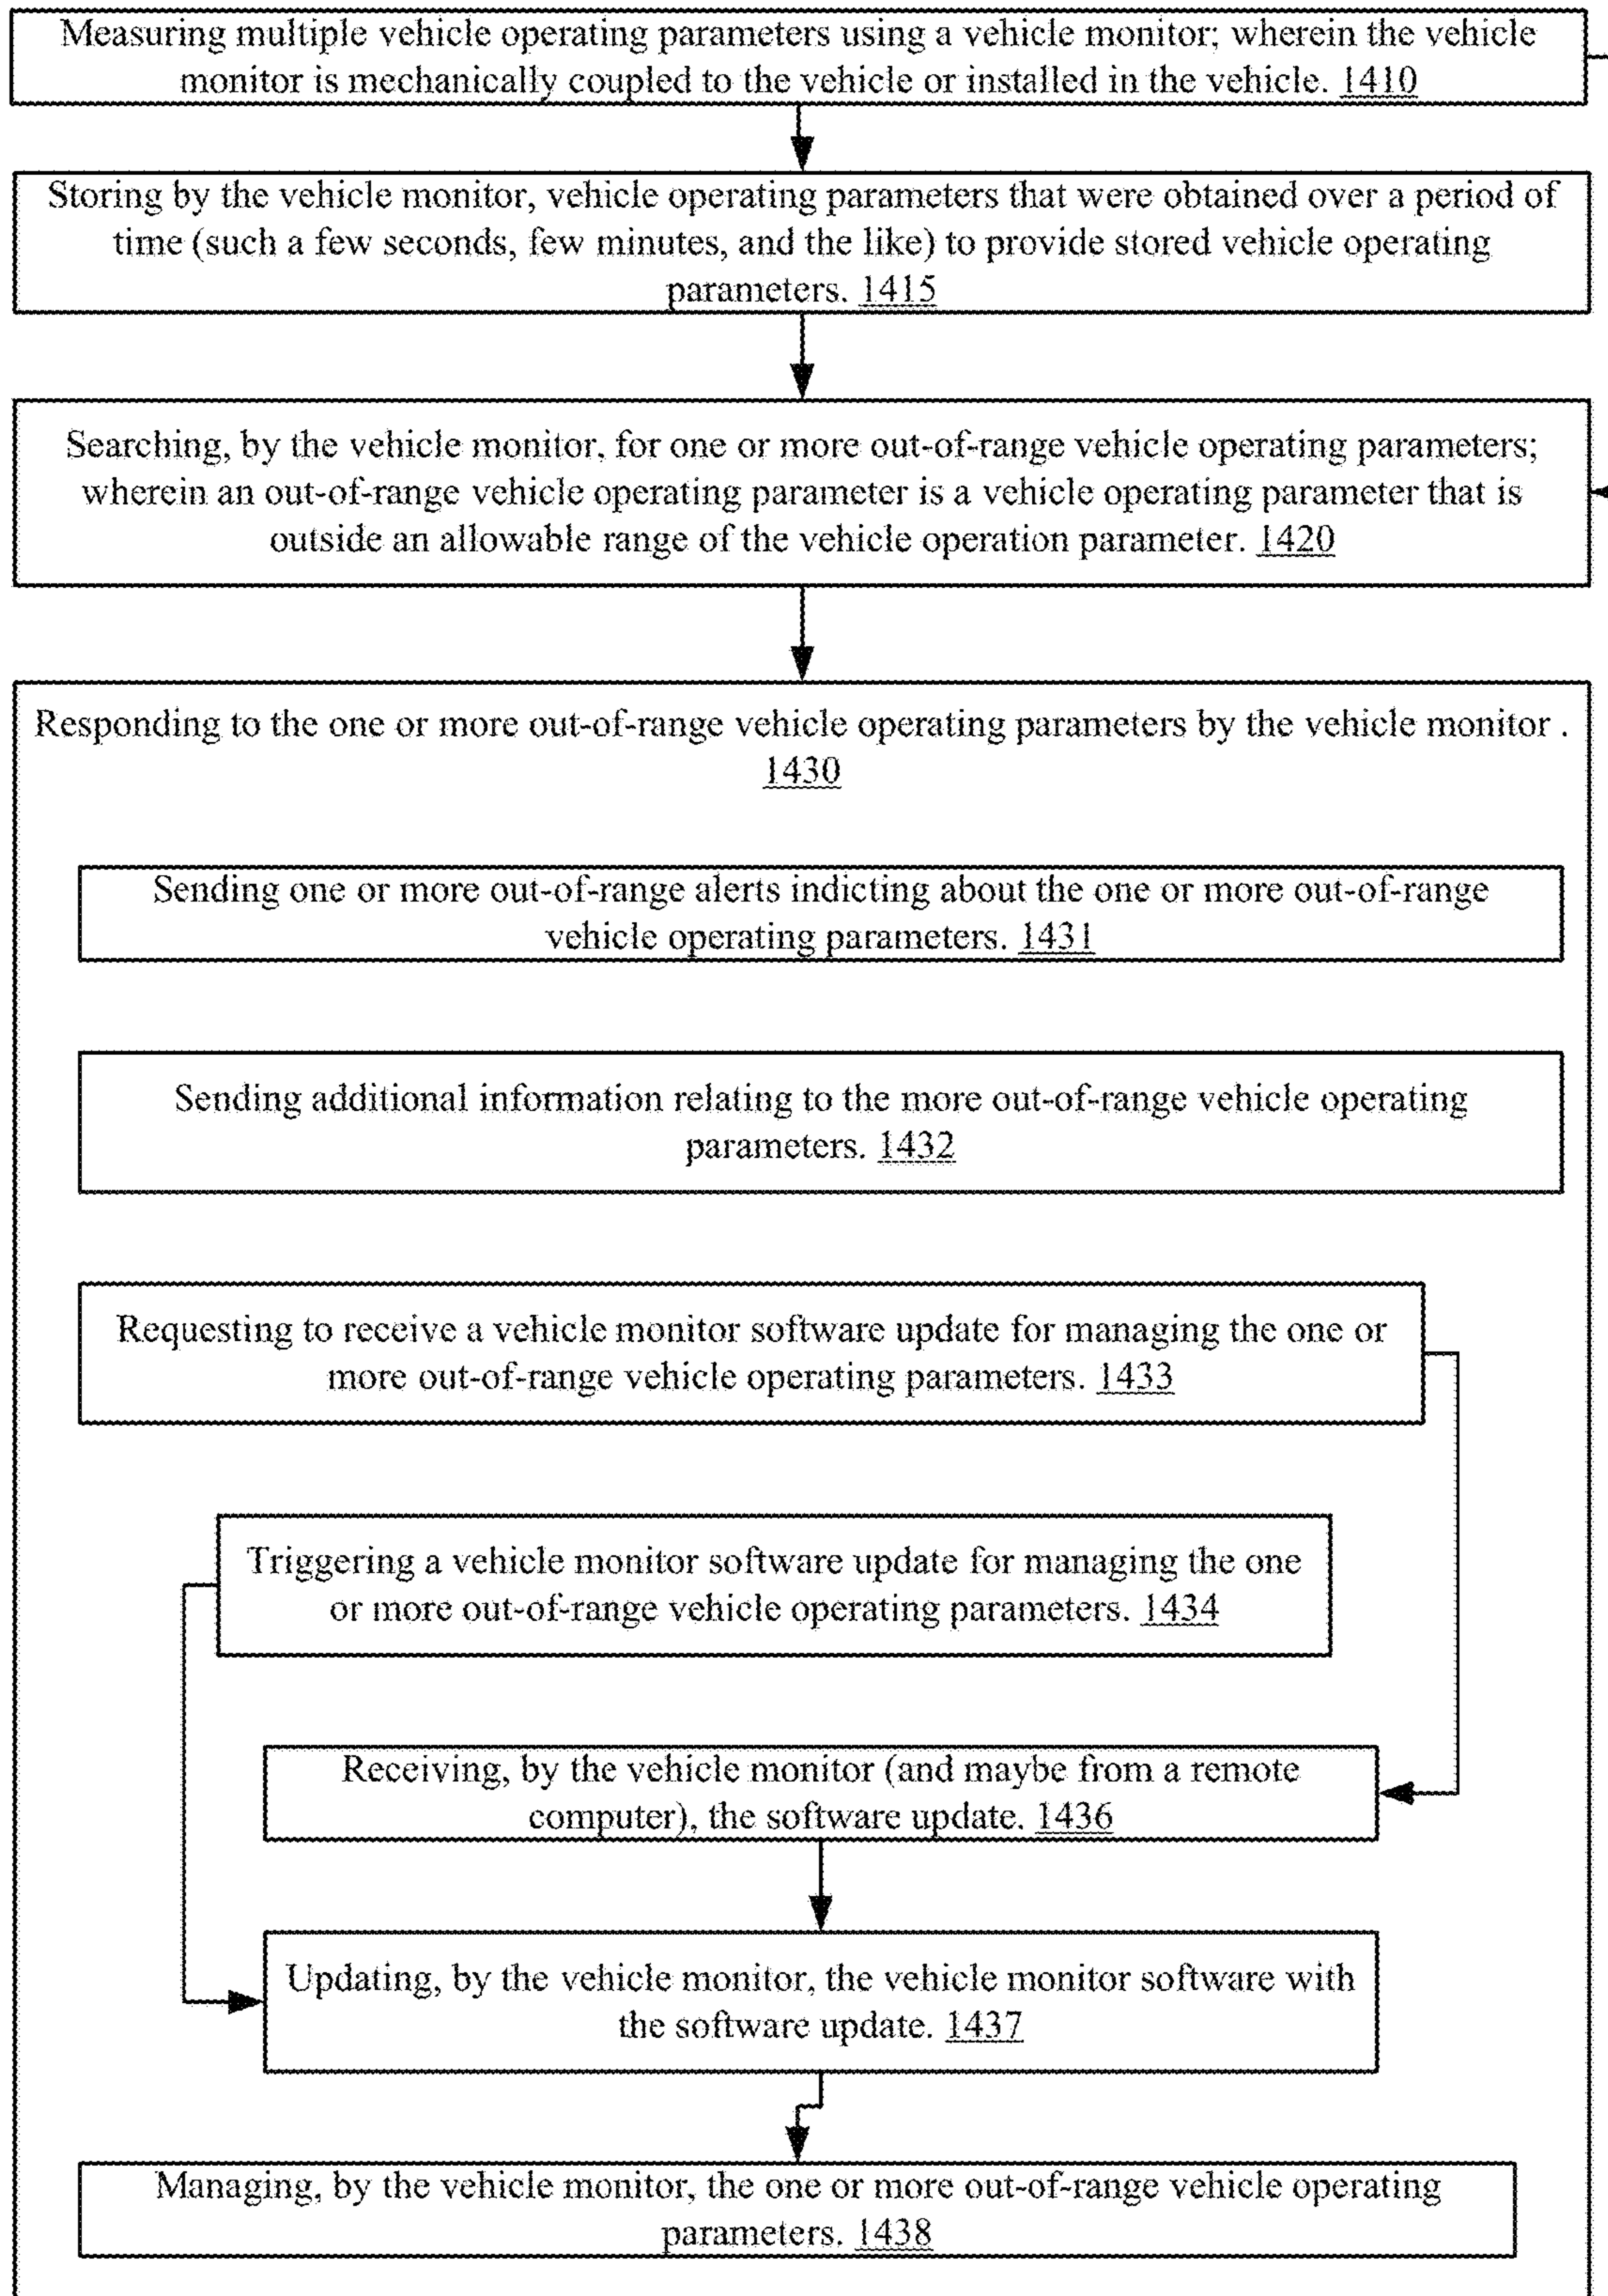 Measuring multiple vehicle operating parameters using a vehicle monitor; wherein the vehicle
monitor is mechanically coupled to the vehicle or installed in the vehicle. 1410
Storing by the vehicle monitor, vehicle operating parameters that were obtained over a period of
time (such a few seconds, few minutes, and the like) to provide stored vehicle operating
parameters. 1415
Searching, by the vehicle monitor, for one or more out-of-range vehicle operating parameters;
wherein an out-of-range vehicle operating parameter is a vehicle operating parameter that is
outside an allowable range of the vehicle operation parameter. 1420
Responding to the one or more out-of-range vehicle operating parameters by the vehicle monitor .
1430
Sending one or more out-of-range alerts indicting about the one or more out-of-range
vehicle operating parameters. 1431
Sending additional information relating to the more out-of-range vehicle operating
parameters. 1432
Requesting to receive a vehicle monitor software update for managing the one or
more out-of-range vehicle operating parameters. 1433
Triggering a vehicle monitor software update for managing the one
or more out-of-range vehicle operating parameters. 1434
Receiving, by the vehicle monitor (and maybe from a remote
computer), the software update. 1436
Updating, by the vehicle monitor, the vehicle monitor software with
the software update. 1437
Managing, by the vehicle monitor, the one or more out-of-range vehicle operating
parameters. 1438